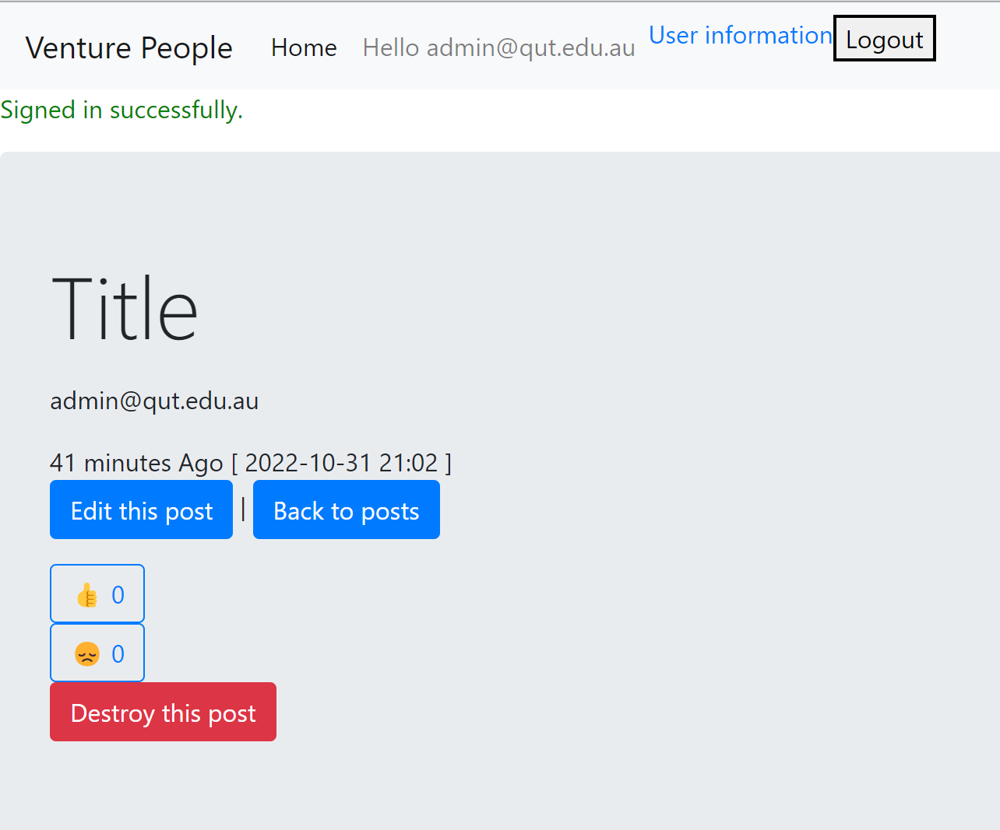 Venture People Home Hello admin@qut.edu.au User information Logout
Signed in successfully.
Title
admin@qut.edu.au
41 minutes Ago [ 2022-10-31 21:02 ]
Edit this post | Back to posts
👍 0
😞 0
Destroy this post